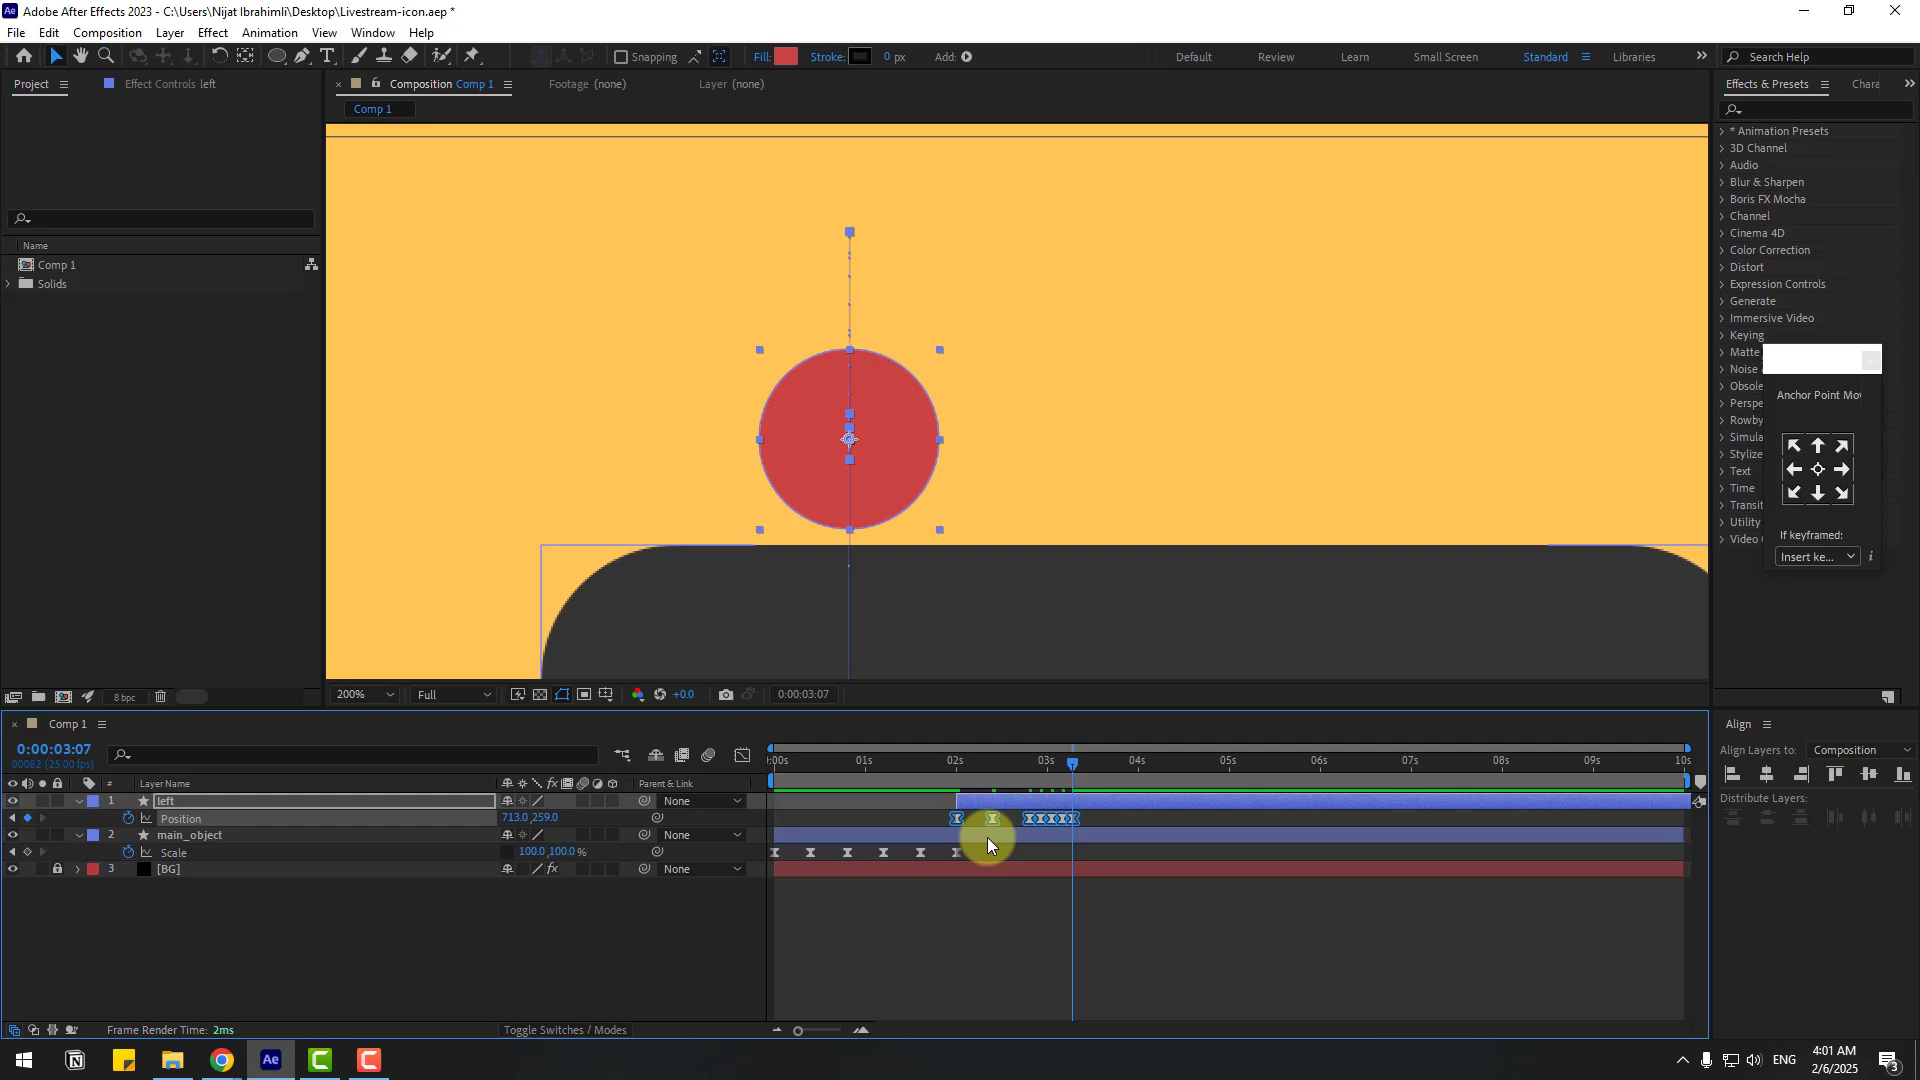 Adobe After Effects 2023 - C:\Users\Nijat Ibrahimli\Desktop\Livestream-icon.aep *
File Edit Composition Layer Effect Animation View Window Help
Snapping Fill: Stroke: 0 px Add: Default Review Learn Small Screen Standard Libraries Search Help
Project Effect Controls left Composition Comp 1 Footage (none) Layer (none) Effects & Presets Chara
Comp 1
* Animation Presets
3D Channel
Audio
Blur & Sharpen
Boris FX Mocha
Channel
Cinema 4D
Color Correction
Distort
Expression Controls
Generate
Immersive Video
Keying
Matte
Noise
Obsole
Perspe
Rowby
Simula
Stylize
Text
Time
Transit
Utility
Video
Anchor Point Mo
If keyframed:
Insert ke...
Name
Comp 1
Solids
8 bpc
200% Full +0.0 0:00:03:07
Comp 1
0:00:03:07
00082 (25.00 fps)
:00s 01s 02s 03s 04s 05s 06s 07s 08s 09s 10s
# Layer Name Parent & Link
1 left None
Position 713.0,259.0
2 main_object None
Scale 100.0,100.0 %
3 [BG] None
Frame Render Time: 2ms Toggle Switches / Modes
Align
Align Layers to: Composition
Distribute Layers:
Ae ENG 4:01 AM
2/6/2025
3